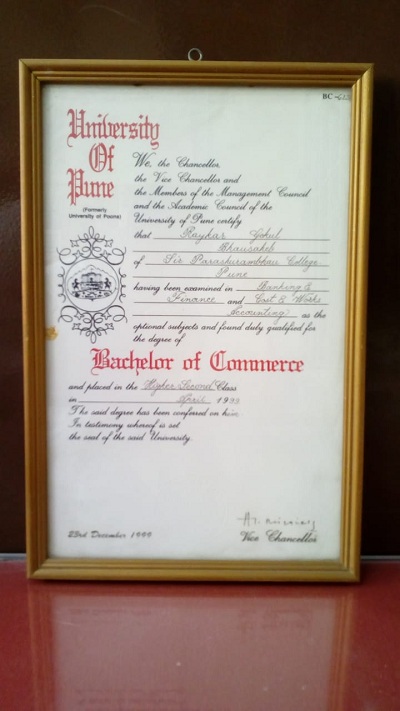 BC
University
Of
Pune
(Formerly
University of Poona)
We, the Chancellor,
the Vice Chancellor and
the Members of the Management Council
and the Academic Council of the
University of Pune certify
that Raykar Gokul
Bhausaheb
of Sir Parashurambhau College
Pune
having been examined in Banking &
Finance and Cost & Works
Accounting as the
optional subjects and found duly qualified for
the degree of
Bachelor of Commerce
and placed in the Higher Second Class
in April 1999
The said degree has been conferred on him
In testimony whereof is set
the seal of the said University.
23rd December 1999
Vice Chancellor